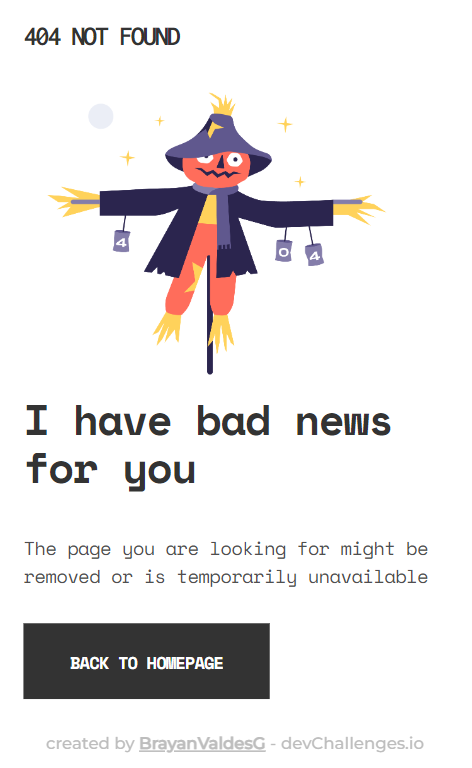 404 NOT FOUND
4
0
4
I have bad news
for you
The page you are looking for might be
removed or is temporarily unavailable
BACK TO HOMEPAGE
created by BrayanValdesG - devChallenges.io